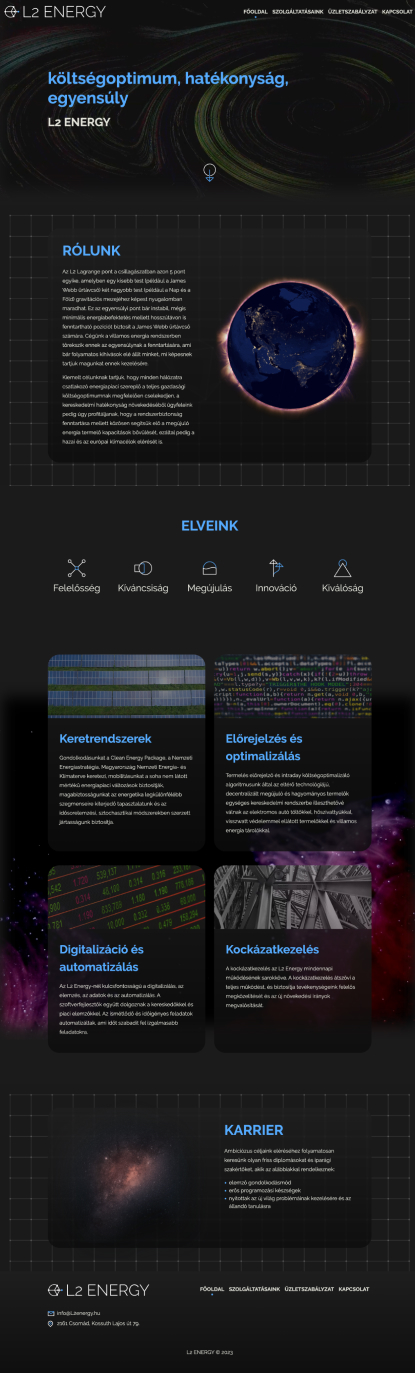 L2 ENERGY
FŐOLDAL SZOLGÁLTATÁSAINK ÜZLETSZABÁLYZAT KAPCSOLAT
költségoptimum, hatékonyság,
egyensúly
L2 ENERGY
RÓLUNK
Az L2 Lagrange pont a csillagászatban azon 5 pont
egyike, amelyben egy kisebb test (például a James
Webb űrtávcső) két nagyobb test (például a Nap és a
Föld) gravitációs mezejéhez képest nyugalomban
maradhat. Ez az egyensúlyi pont bár instabil, mégis
minimális energiabefektetés mellett hosszútávon is
fenntartható pozíciót biztosít a James Webb űrtávcső
számára. Cégünk a villamos energia rendszerben
törekszik ennek az egyensúlynak a fenntartására, ami
bár folyamatos kihívások elé állít minket, mi képesnek
tartjuk magunkat ennek kezelésére.
Kiemelt célunknak tartjuk, hogy minden hálózatra
csatlakozó energiapiaci szereplő a teljes gazdasági
költségoptimumnak megfelelően cselekedjen, a
kereskedelmi hatékonyság növekedéséből ügyfeleink
pedig úgy profitáljanak, hogy a rendszerbiztonság
fenntartása mellett közösen segítsük elő a megújuló
energia termelő kapacitások bővülését, ezáltal pedig a
hazai és az európai klímacélok elérését is.
ELVEINK
Felelősség Kíváncsiság Megújulás Innováció Kiválóság
Keretrendszerek
Gondolkodásunkat a Clean Energy Package, a Nemzeti
Energiastratégia, Magyarország Nemzeti Energia- és
Klímaterve keretezi, mobilitásunkat a soha nem látott
mértékű energiapiaci változások biztosítják,
magabiztosságunkat az energetika legkülönfélébb
szegmenseire kiterjedő tapasztalatunk és az
idősorelemzési, sztochasztikai módszerekben szerzett
jártasságunk biztosítja.
Előrejelzés és
optimalizálás
Termelés előrejelző és intraday költségoptimalizáló
algoritmusunk által az eltérő technológiájú,
decentralizált megújuló és hagyományos termelők
egységes kereskedelmi rendszerbe illeszthetővé
válnak az elektromos autó töltőkkel, hőszivattyúkkal,
visszwatt védelemmel ellátott termelőkkel és villamos
energia tárolókkal.
Digitalizáció és
automatizálás
Az L2 Energy-nél kulcsfontosságú a digitalizálás, az
elemzés, az adatok és az automatizálás. A
szoftverfejlesztők együtt dolgoznak a kereskedőkkel és
piaci elemzőkkel. Az ismétlődő és időigényes feladatok
automatizáltak, ami időt szabadít fel izgalmasabb
feladatokra.
Kockázatkezelés
A kockázatkezelés az L2 Energy mindennapi
működésének sarokköve. A kockázatkezelés átszövi a
teljes működést, és biztosítja tevékenységeink felelős
megközelítését és az új növekedési irányok
megvalósítását.
KARRIER
Ambiciózus céljaink eléréséhez folyamatosan
keresünk olyan friss diplomásokat és iparági
szakértőket, akik az alábbiakkal rendelkeznek:
elemző gondolkodásmód
erős programozási készségek
nyitottak az új világ problémáinak kezelésére és az
állandó tanulásra
L2 ENERGY
FŐOLDAL SZOLGÁLTATÁSAINK ÜZLETSZABÁLYZAT KAPCSOLAT
info@L2energy.hu
2161 Csomád, Kossuth Lajos út 79.
L2 ENERGY © 2023